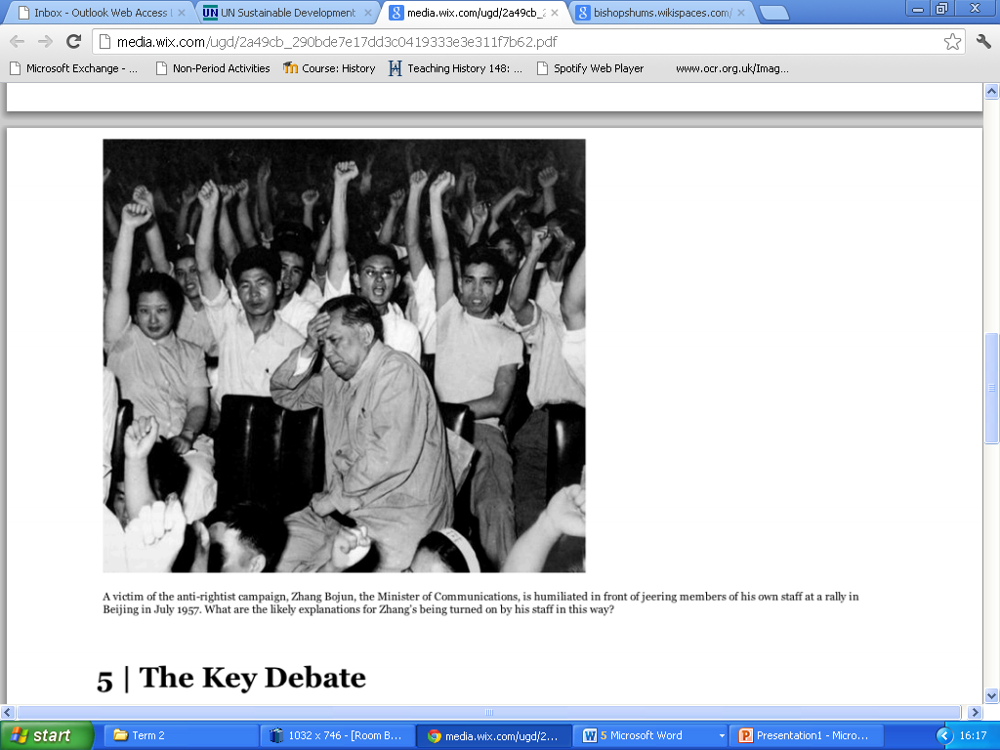 Inbox - Outlook Web Access
UN Sustainable Development
media.wix.com/ugd/2a49cb_2
bishopshums.wikispaces.com/
media.wix.com/ugd/2a49cb_290bde7e17dd3c0419333e3e311f7b62.pdf
Microsoft Exchange - ...
Non-Period Activities
Course: History
Teaching History 148: ...
Spotify Web Player
www.ocr.org.uk/Imag...
A victim of the anti-rightist campaign, Zhang Bojun, the Minister of Communications, is humiliated in front of jeering members of his own staff at a rally in
Beijing in July 1957. What are the likely explanations for Zhang's being turned on by his staff in this way?
5 | The Key Debate
start
Term 2
1032 x 746 - [Room B...
media.wix.com/ugd/2...
5 Microsoft Word
Presentation1 - Micro...
16:17